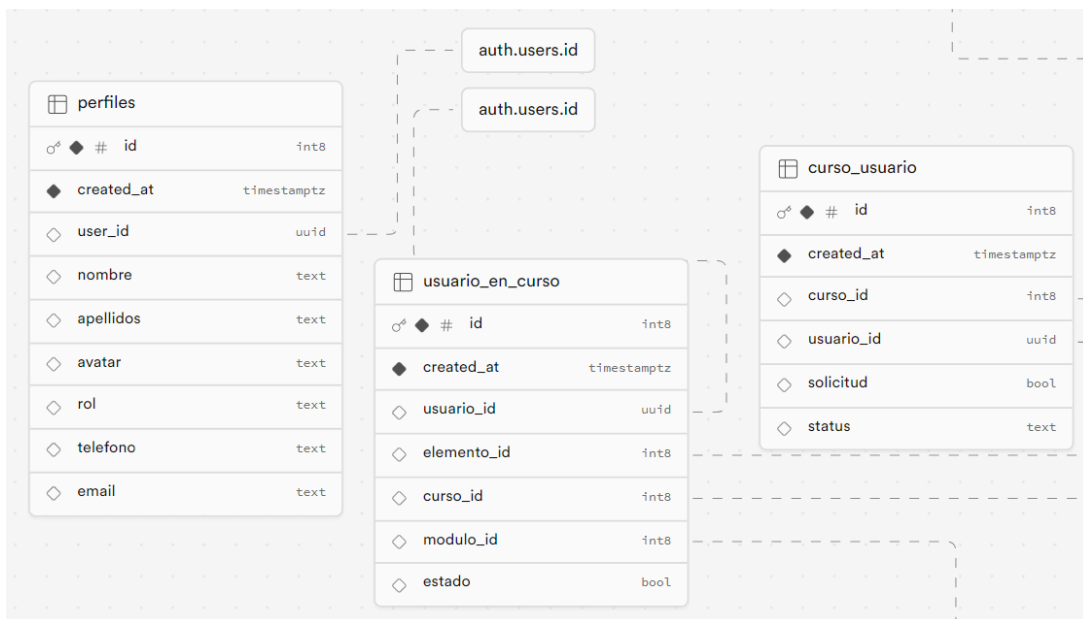 auth.users.id
auth.users.id
perfiles
# id int8
created_at timestamptz
user_id uuid
nombre text
apellidos text
avatar text
rol text
telefono text
email text
usuario_en_curso
# id int8
created_at timestamptz
usuario_id uuid
elemento_id int8
curso_id int8
modulo_id int8
estado bool
curso_usuario
# id int8
created_at timestamptz
curso_id int8
usuario_id uuid
solicitud bool
status text